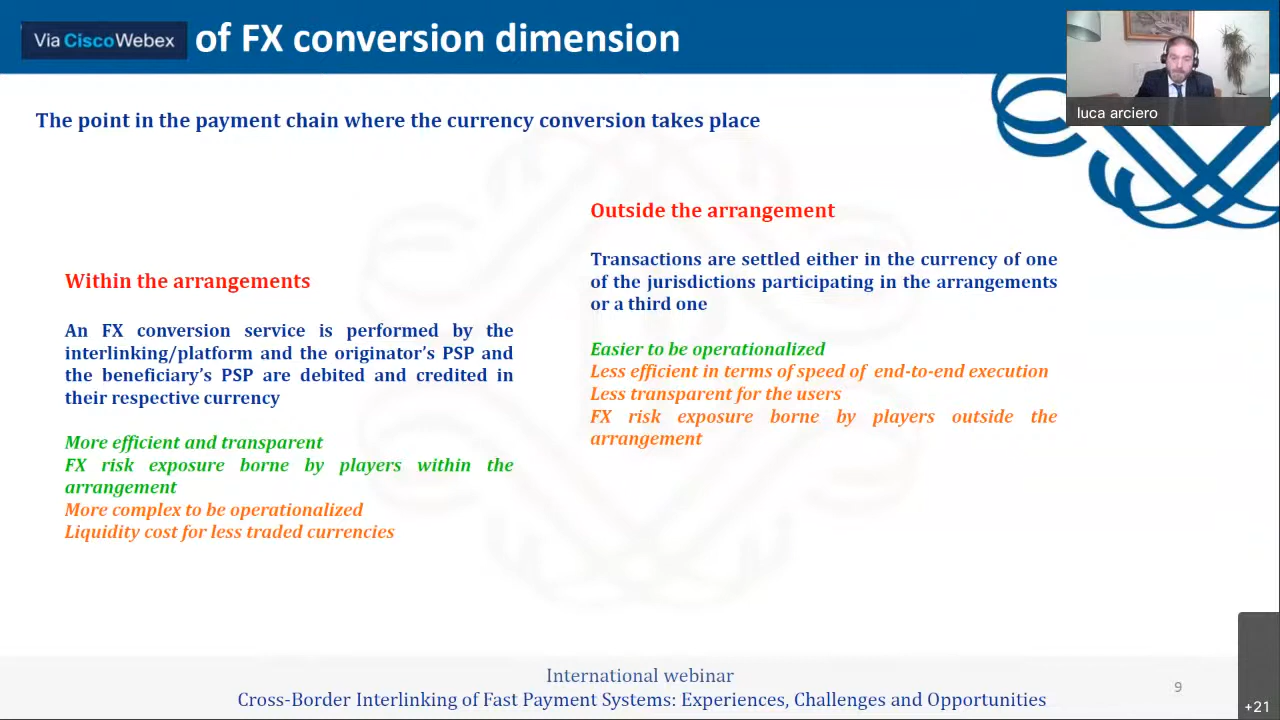 Via CiscoWebex of FX conversion dimension
luca arciero
The point in the payment chain where the currency conversion takes place
Within the arrangements
An FX conversion service is performed by the
interlinking/platform and the originator’s PSP and
the beneficiary’s PSP are debited and credited in
their respective currency
More efficient and transparent
FX risk exposure borne by players within the
arrangement
More complex to be operationalized
Liquidity cost for less traded currencies
Outside the arrangement
Transactions are settled either in the currency of one
of the jurisdictions participating in the arrangements
or a third one
Easier to be operationalized
Less efficient in terms of speed of end-to-end execution
Less transparent for the users
FX risk exposure borne by players outside the
arrangement
International webinar
Cross-Border Interlinking of Fast Payment Systems: Experiences, Challenges and Opportunities
9
+21